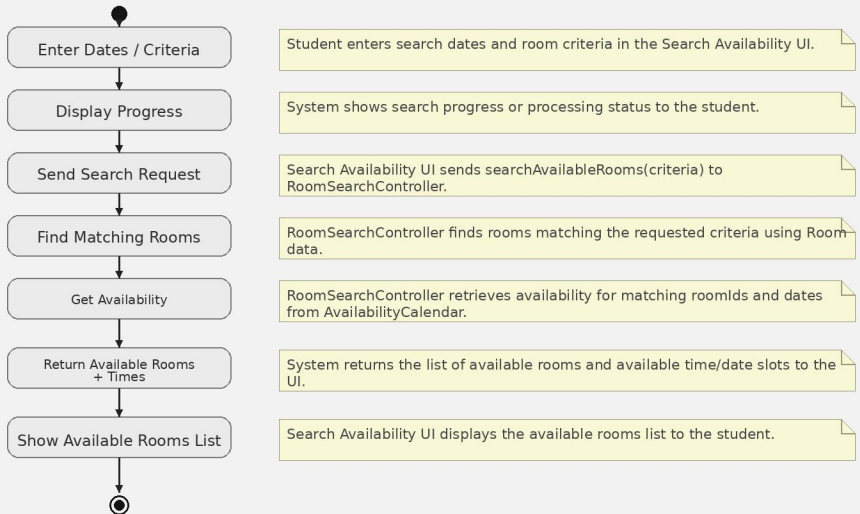 Enter Dates / Criteria
Student enters search dates and room criteria in the Search Availability UI.
Display Progress
System shows search progress or processing status to the student.
Send Search Request
Search Availability UI sends searchAvailableRooms(criteria) to
RoomSearchController.
Find Matching Rooms
RoomSearchController finds rooms matching the requested criteria using Room
data.
Get Availability
RoomSearchController retrieves availability for matching roomIds and dates
from AvailabilityCalendar.
Return Available Rooms
+ Times
System returns the list of available rooms and available time/date slots to the
UI.
Show Available Rooms List
Search Availability UI displays the available rooms list to the student.